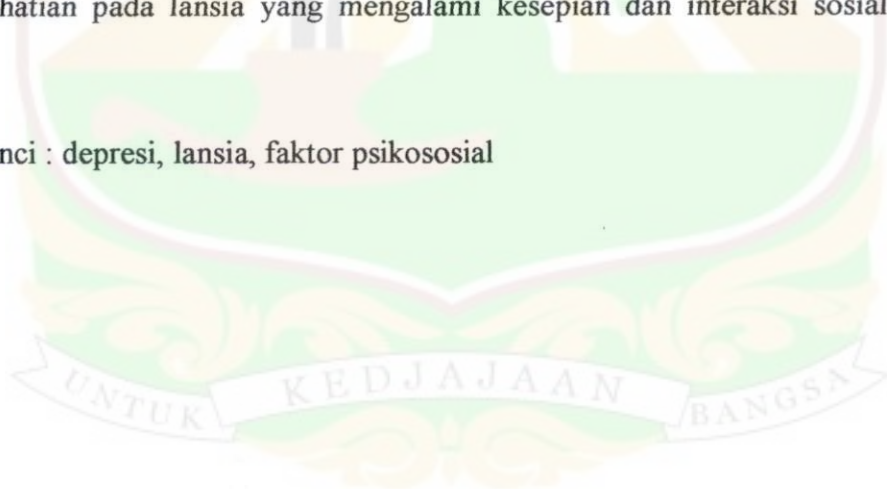 hatian pada lansia yang mengalami kesepian dan interaksi sosial
nci : depresi, lansia, faktor psikososial
UNTUK KEDJAJAAN BANGSA